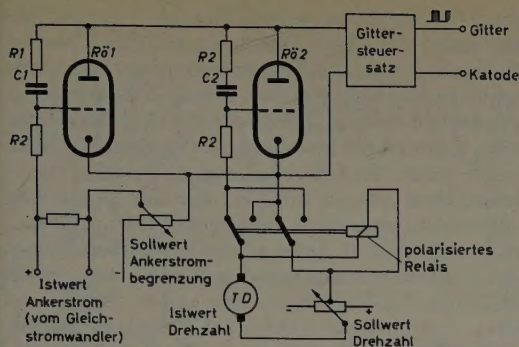 R1
C1
R2
Rö1
R2
C2
R2
Rö2
Gitter-
steuer-
satz
Gitter
Katode
+
-
Istwert
Ankerstrom
(vom Gleich-
stromwandler)
Sollwert
Ankerstrom-
begrenzung
-
TD
Istwert
Drehzahl
polarisiertes
Relais
-
+
Sollwert
Drehzahl